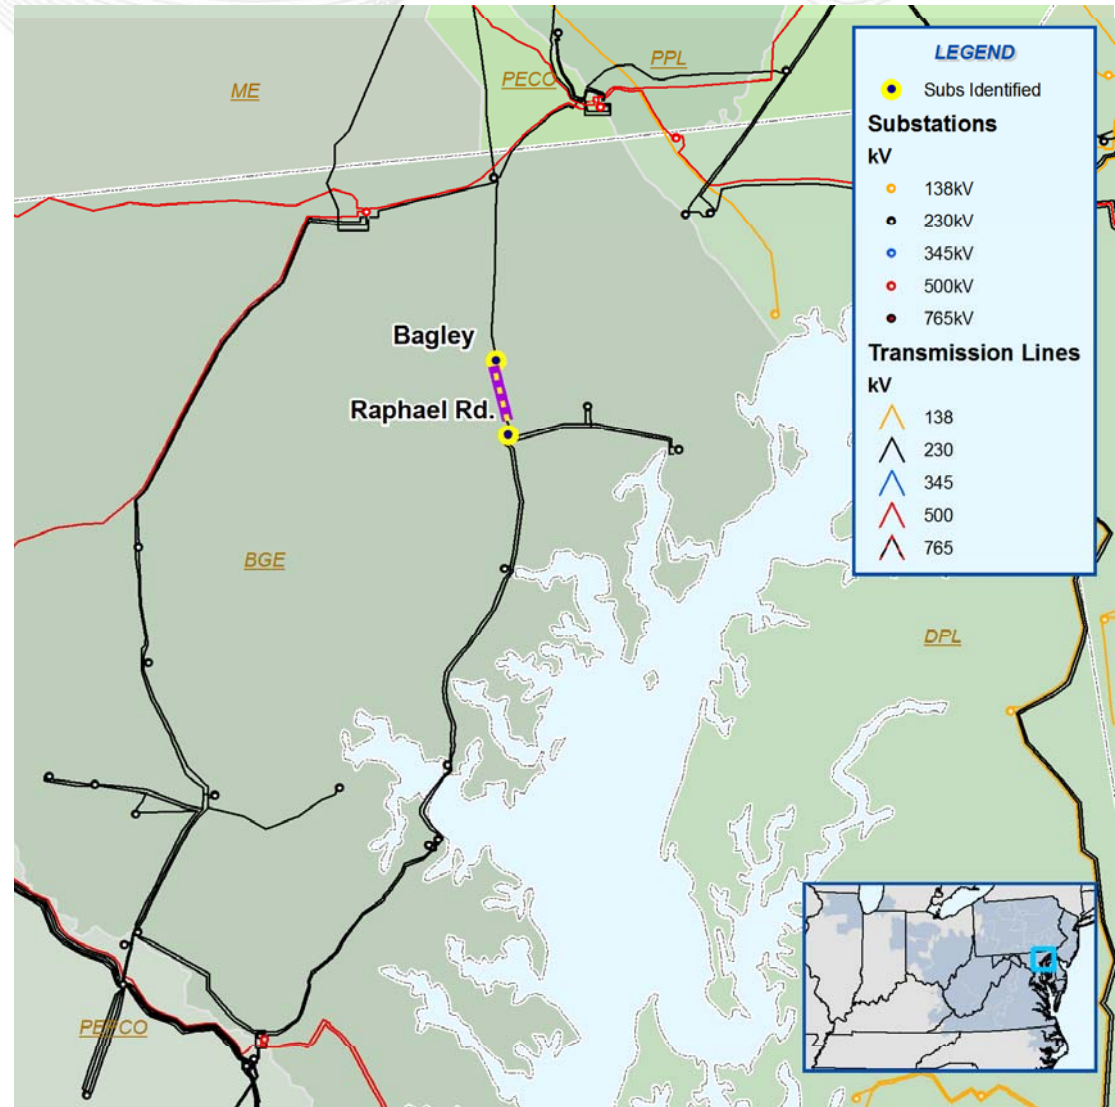 ME
PECO
PPL
Bagley
Raphael Rd.
BGE
DPL
PEPCO
LEGEND
Subs Identified
Substations
kV
138kV
230kV
345kV
500kV
765kV
Transmission Lines
kV
138
230
345
500
765